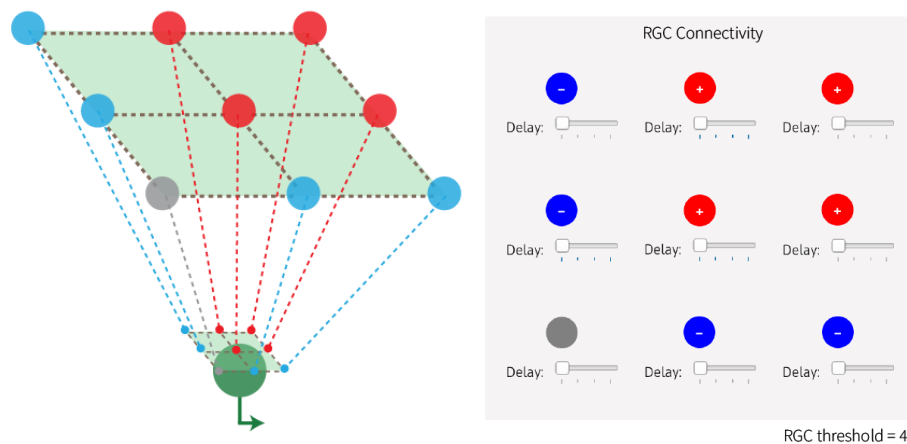 RGC Connectivity
– + +
Delay: Delay: Delay:
– + +
Delay: Delay: Delay:
– –
Delay: Delay: Delay:
RGC threshold = 4